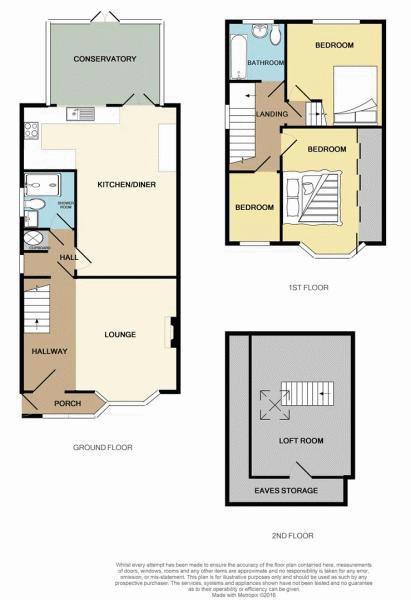 CONSERVATORY
KITCHEN/DINER
SHOWER
ROOM
CUPBOARD
HALL
LOUNGE
HALLWAY
PORCH
GROUND FLOOR
BATHROOM
BEDROOM
LANDING
BEDROOM
BEDROOM
1ST FLOOR
LOFT ROOM
EAVES STORAGE
2ND FLOOR
Whilst every attempt has been made to ensure the accuracy of the floor plan contained here, measurements
of doors, windows, rooms and any other items are approximate and no responsibility is taken for any error,
omission, or mis-statement. This plan is for illustrative purposes only and should be used as such by any
prospective purchaser. The services, systems and appliances shown have not been tested and no guarantee
as to their operability or efficiency can be given
Made with Metropix ©2016